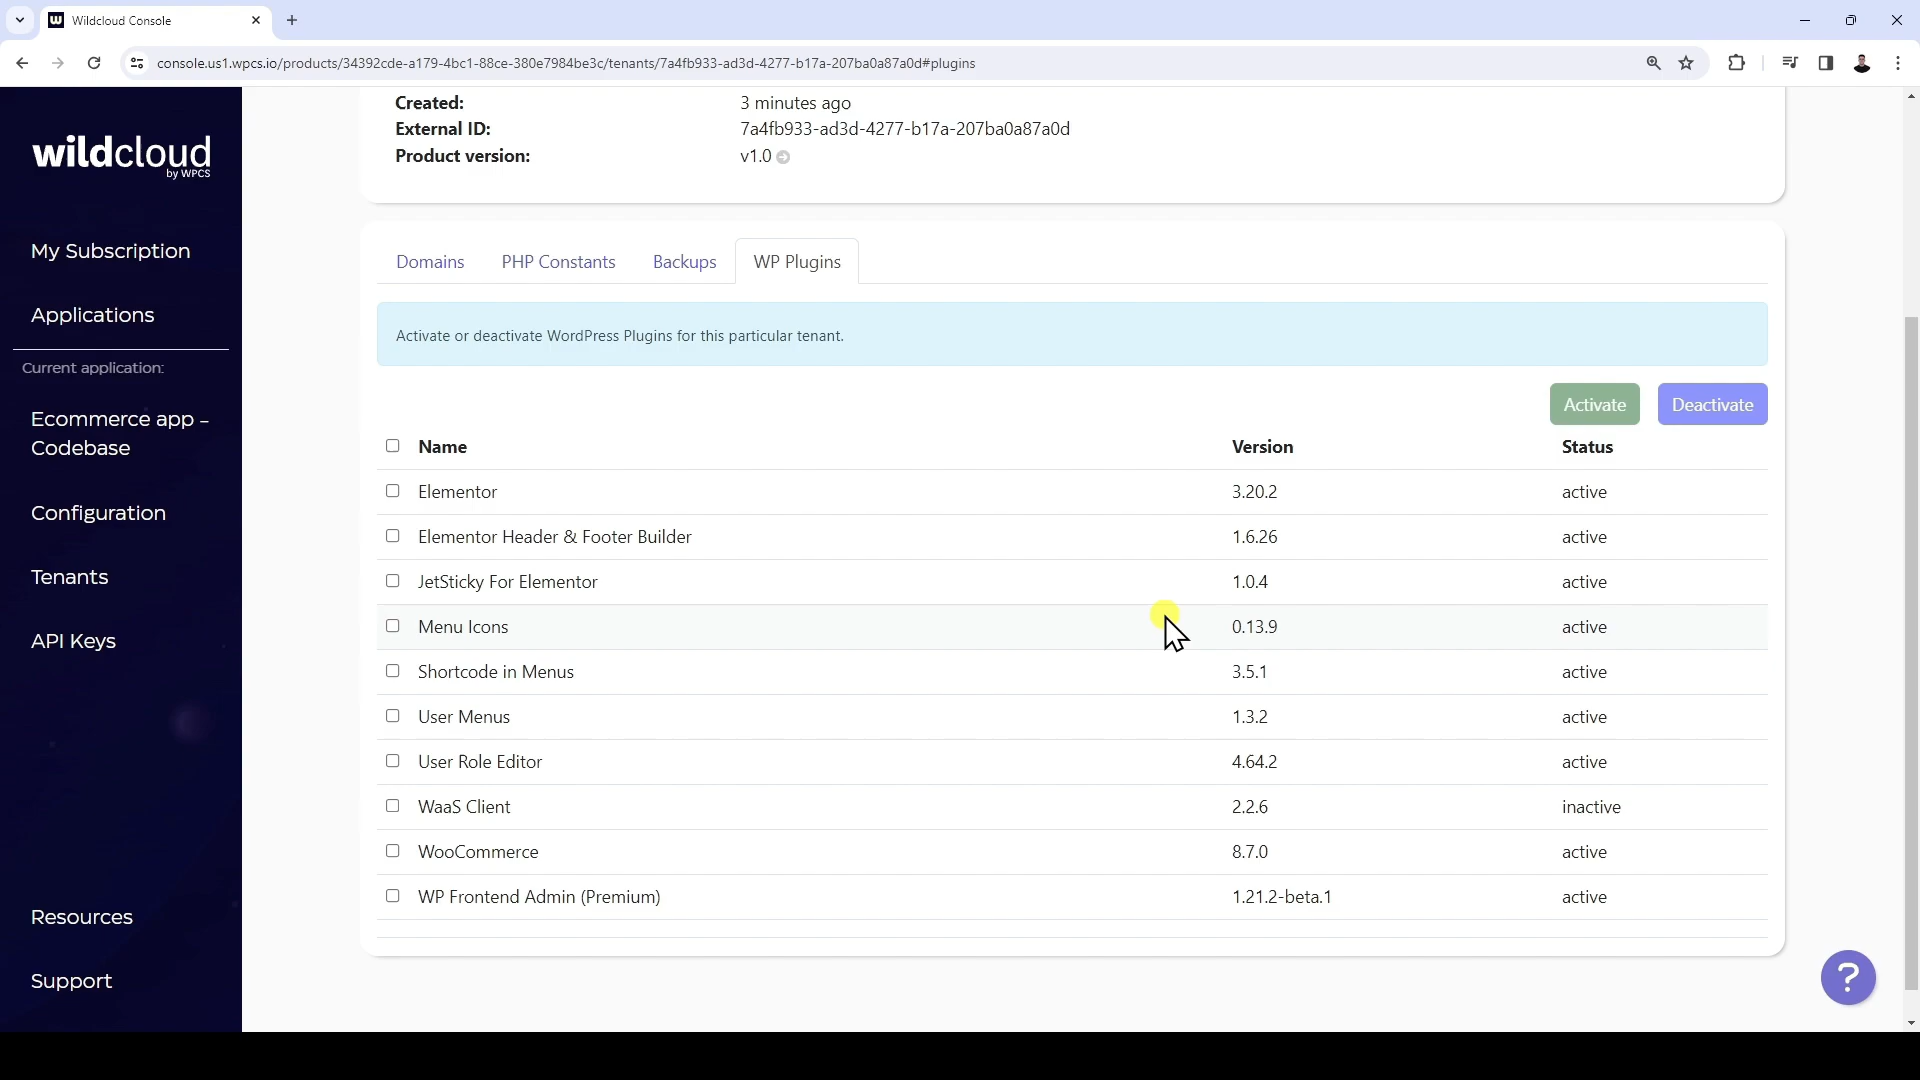 Wildcloud Console
console.us1.wpcs.io/products/34392cde-a179-4bc1-88ce-380e7984be3c/tenants/7a4fb933-ad3d-4277-b17a-207ba0a87a0d#plugins
wildcloud
by WPCS
My Subscription
Applications
Current application:
Ecommerce app -
Codebase
Configuration
Tenants
API Keys
Resources
Support
Created: 3 minutes ago
External ID: 7a4fb933-ad3d-4277-b17a-207ba0a87a0d
Product version: v1.0
Domains PHP Constants Backups WP Plugins
Activate or deactivate WordPress Plugins for this particular tenant.
Activate Deactivate
Name Version Status
Elementor 3.20.2 active
Elementor Header & Footer Builder 1.6.26 active
JetSticky For Elementor 1.0.4 active
Menu Icons 0.13.9 active
Shortcode in Menus 3.5.1 active
User Menus 1.3.2 active
User Role Editor 4.64.2 active
WaaS Client 2.2.6 inactive
WooCommerce 8.7.0 active
WP Frontend Admin (Premium) 1.21.2-beta.1 active
?